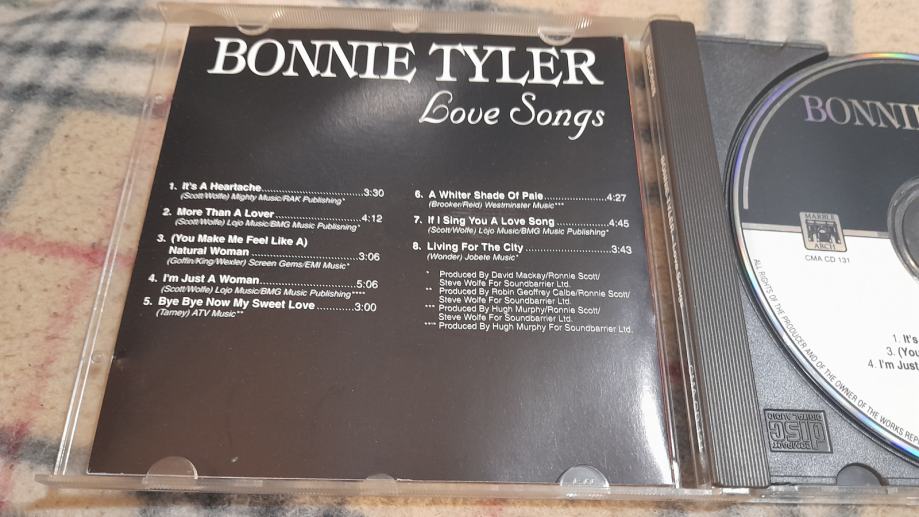 BONNIE TYLER
Love Songs
1. It's A Heartache..............................3:30
(Scott/Wolfe) Mighty Music/RAK Publishing*
2. More Than A Lover.........................4:12
(Scott/Wolfe) Lojo Music/BMG Music Publisning*
3. (You Make Me Feel Like A)
Natural Woman..............................3:06
(Goffin/King/Wexler) Screen Gems/EMI Music*
4. I'm Just A Woman...........................5:06
(Scott/Wolfe) Lojo Music/BMG Music Publishing****
5. Bye Bye Now My Sweet Love ...........3:00
(Tarney) ATV Music**
6. A Whiter Shade Of Pale...................4:27
(Brooker/Reid) Westminster Music***
7. If I Sing You A Love Song................4:45
(Scott/Wolfe) Lojo Music/BMG Music Publishing*
8. Living For The City..........................3:43
(Wonder) Jobete Music*
* Produced By David Mackay/Ronnie Scott/
Steve Wolfe For Soundbarrier Ltd.
** Produced By Robin Geoffrey Calbe/Ronnie Scott/
Steve Wolfe For Soundbarrier Ltd.
*** Produced By Hugh Murphy/Ronnie Scott/
Steve Wolfe For Soundbarrier Ltd.
**** Produced By Hugh Murphy For Soundbarrier Ltd.
BONNIE
MARBLE
ARCH
CMA CD 131
1. It's
3. (You
4. I'm Just
ALL RIGHTS OF THE PRODUCER AND OF THE OWNER OF THE WORKS
COMPACT
disc
DIGITAL AUDIO